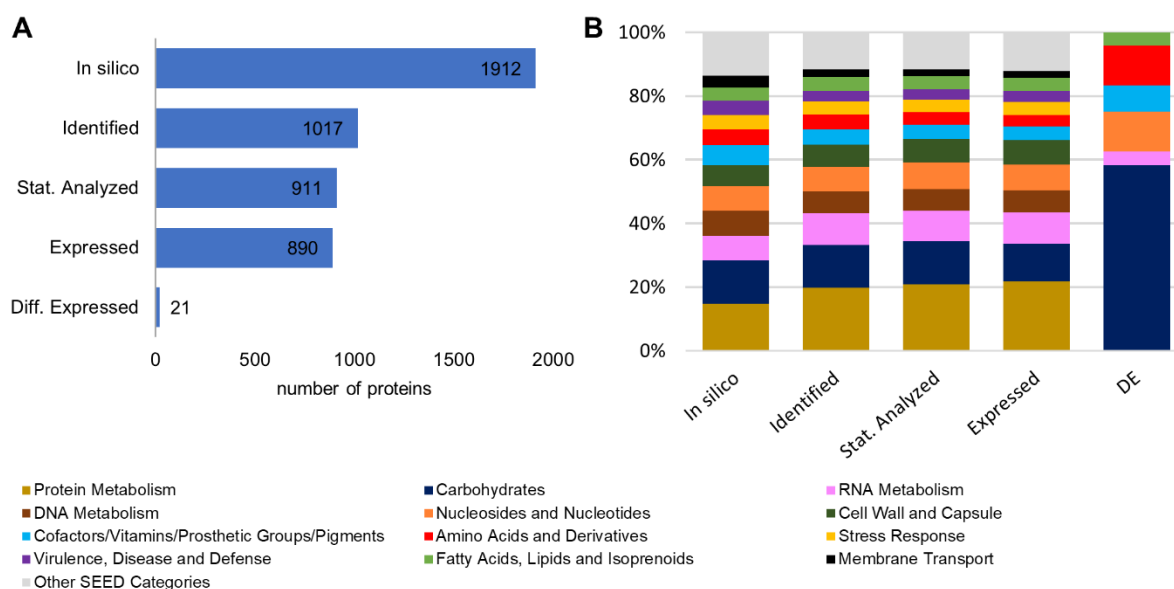 A
In silico 1912
Identified 1017
Stat. Analyzed 911
Expressed 890
Diff. Expressed 21
0 500 1000 1500 2000
number of proteins
B
100%
80%
60%
40%
20%
0%
In silico Identified Stat. Analyzed Expressed DE
Protein Metabolism Carbohydrates RNA Metabolism
DNA Metabolism Nucleosides and Nucleotides Cell Wall and Capsule
Cofactors/Vitamins/Prosthetic Groups/Pigments Amino Acids and Derivatives Stress Response
Virulence, Disease and Defense Fatty Acids, Lipids and Isoprenoids Membrane Transport
Other SEED Categories